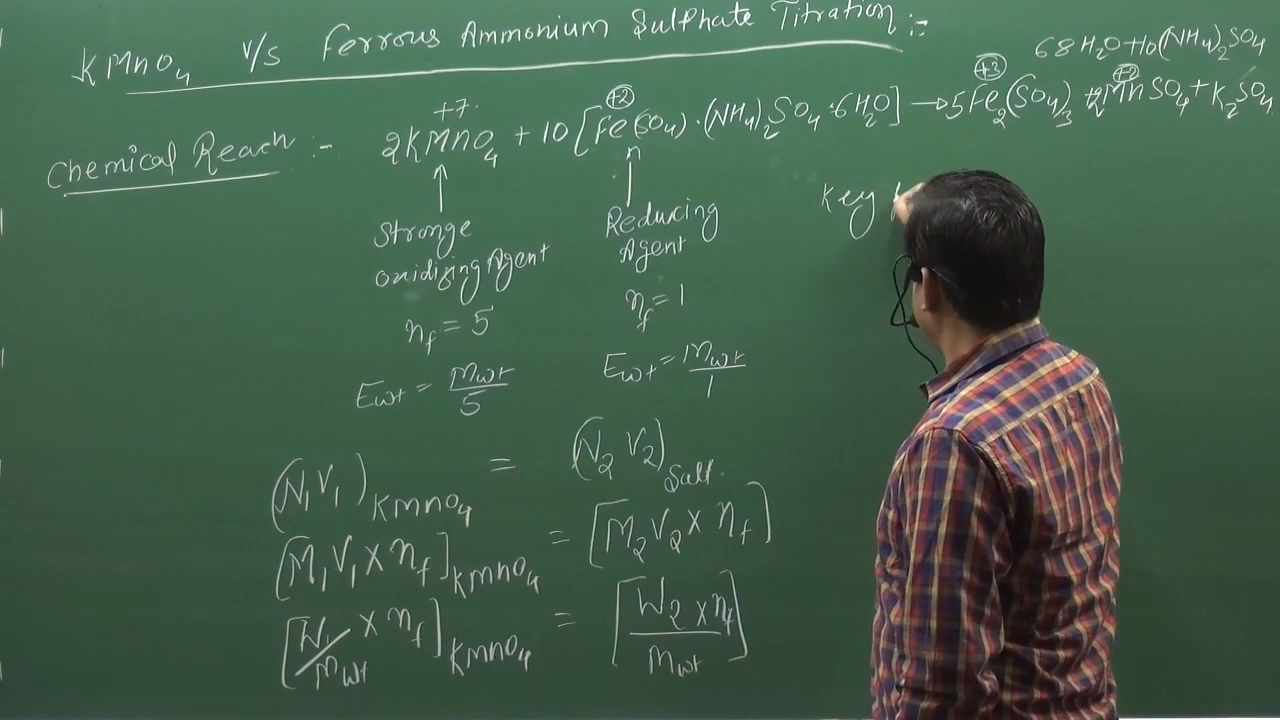 KMnO4 v/s Ferrous Ammonium Sulphate Titration :-
68H2O+10(NH4)2SO4
Chemical Reach :- 2KMnO4 + 10[Fe(SO4)·(NH4)2SO4·6H2O] → 5Fe2(SO4)3 + 2MnSO4 + K2SO4
+7 +2 +3 +2
n
Key
Stronge
oxidizing Agent
Reducing
Agent
nf = 5
nf = 1
Ewt = Mwt/5
Ewt = Mwt/1
(N1V1)KMnO4 = (N2V2)Salt.
[M1V1×nf]KMnO4 = [M2V2×nf]
[W1/Mwt × nf]KMnO4 = [W2×nf/Mwt]